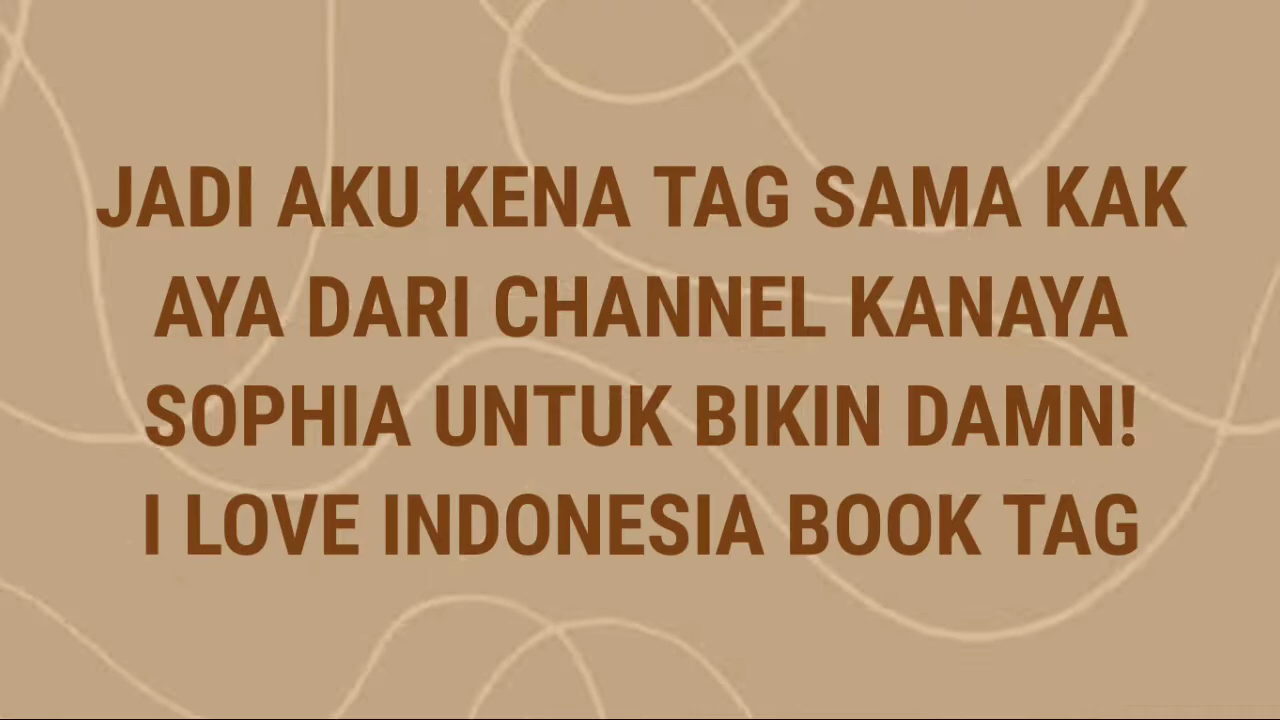 JADI AKU KENA TAG SAMA KAK
AYA DARI CHANNEL KANAYA
SOPHIA UNTUK BIKIN DAMN!
I LOVE INDONESIA BOOK TAG